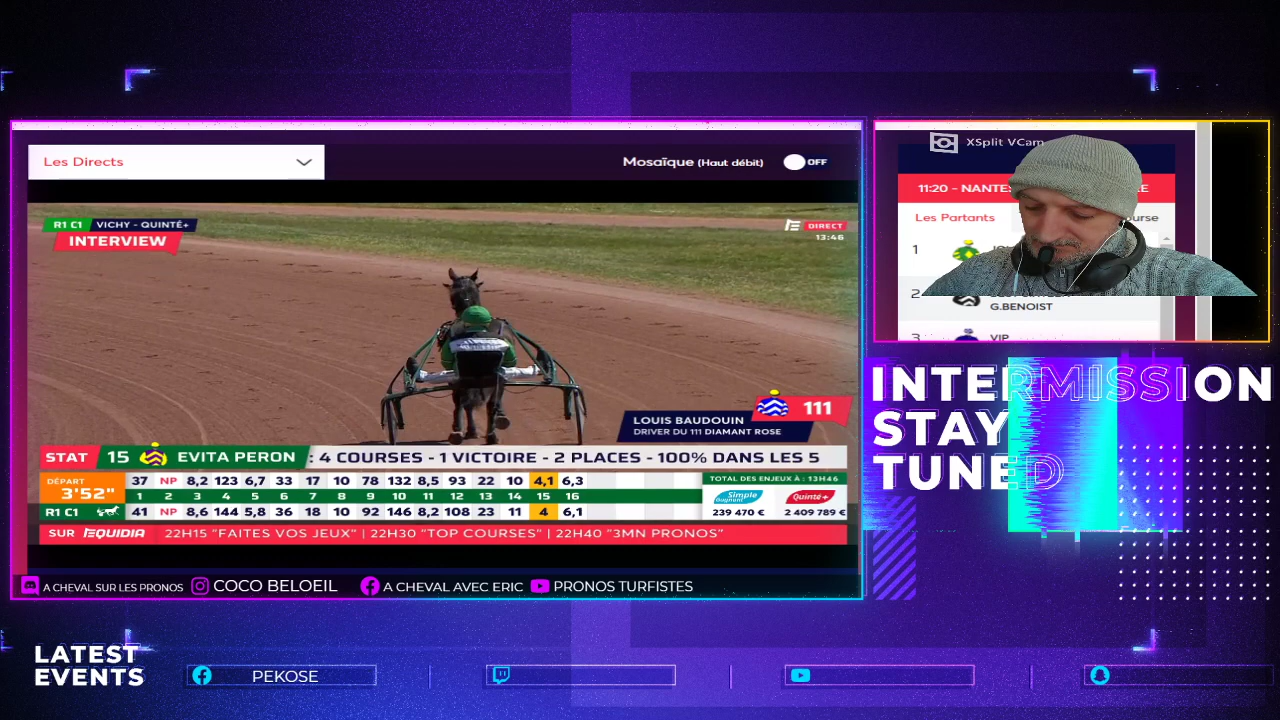 Les Directs
Mosaïque (Haut débit) OFF
R1 C1 VICHY - QUINTÉ+
INTERVIEW
DIRECT
13:46
111
LOUIS BAUDOUIN
DRIVER DU 111 DIAMANT ROSE
STAT 15 EVITA PERON : 4 COURSES - 1 VICTOIRE - 2 PLACES - 100% DANS LES 5
DÉPART
3'52"
37 NP 8,2 123 6,7 33 17 10 78 132 8,5 93 22 10 4,1 6,3
1 2 3 4 5 6 7 8 9 10 11 12 13 14 15 16
R1 C1 41 NP 8,6 144 5,8 36 18 10 92 146 8,2 108 23 11 4 6,1
TOTAL DES ENJEUX À : 13H46
Simple Gagnant Quinté+
239 470 € 2 409 789 €
SUR EQUIDIA 22H15 "FAITES VOS JEUX" | 22H30 "TOP COURSES" | 22H40 "3MN PRONOS"
A CHEVAL SUR LES PRONOS COCO BELOEIL A CHEVAL AVEC ERIC PRONOS TURFISTES
XSplit VCam
11:20 - NANTES
Les Partants
1
2
G.BENOIST
3 VIP
INTERMISSION
STAY
TUNED
LATEST
EVENTS
PEKOSE